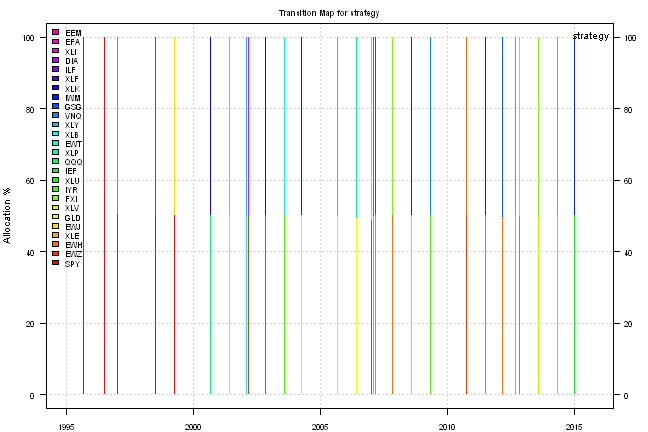 Transition Map for strategy
strategy
Allocation %
100
80
60
40
20
0
EEM
EFA
XLI
DIA
ILF
XLF
XLK
IWM
GSG
VNQ
XLY
XLB
EWT
XLP
QQQ
IEF
XLU
IYR
FXI
XLV
GLD
EWJ
XLE
EWH
EWZ
SPY
100
80
60
40
20
0
1995
2000
2005
2010
2015